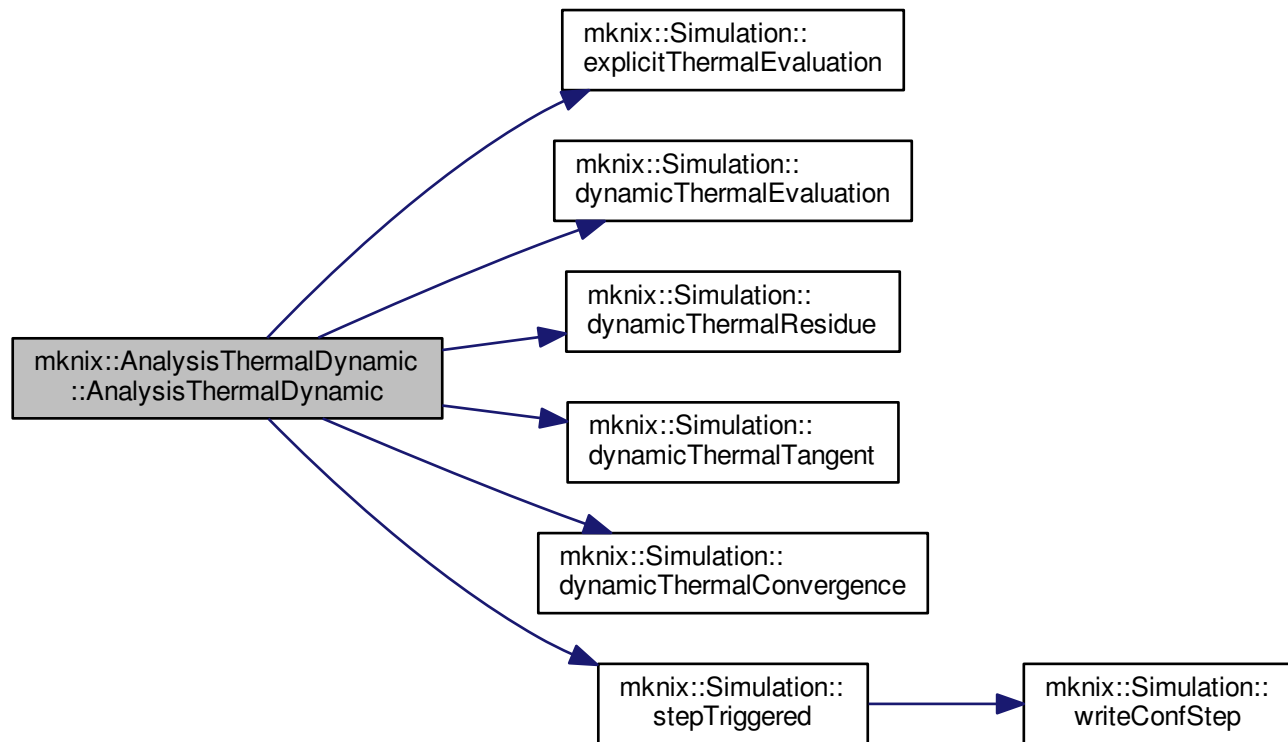 mknix::Simulation::
explicitThermalEvaluation
mknix::Simulation::
dynamicThermalEvaluation
mknix::Simulation::
dynamicThermalResidue
mknix::AnalysisThermalDynamic
::AnalysisThermalDynamic
mknix::Simulation::
dynamicThermalTangent
mknix::Simulation::
dynamicThermalConvergence
mknix::Simulation::
stepTriggered
mknix::Simulation::
writeConfStep